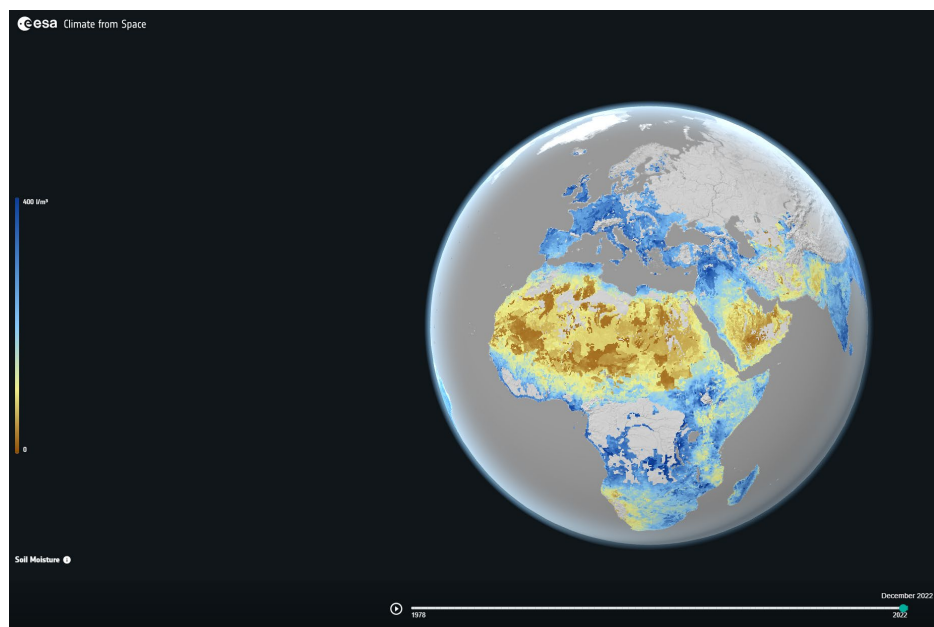 esa Climate from Space
400 l/m³
0
Soil Moisture
December 2022
1978
2022